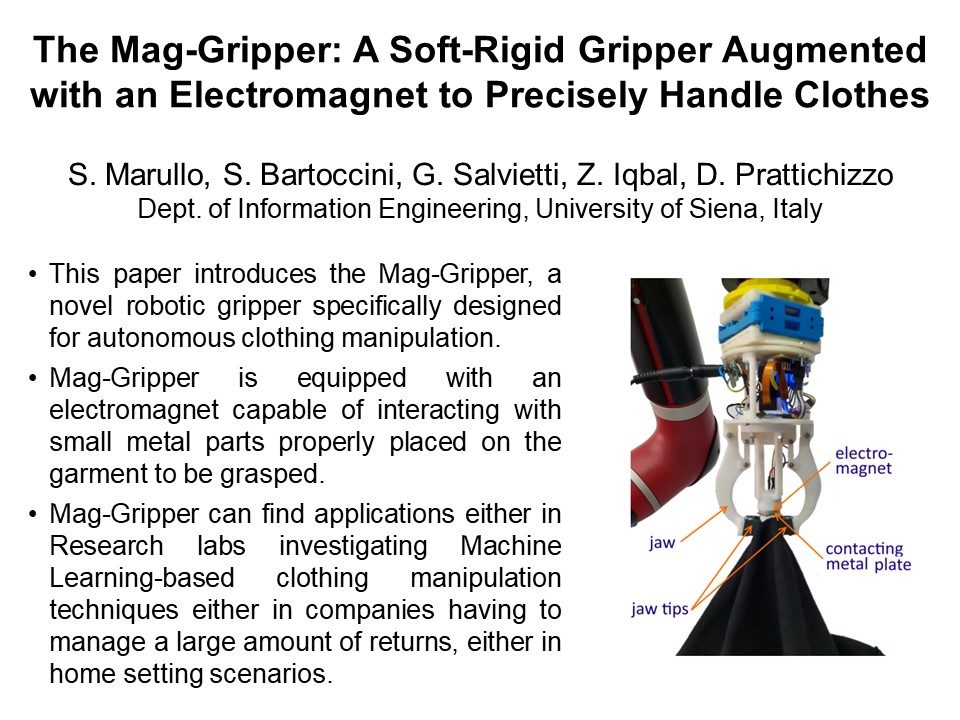 The Mag-Gripper: A Soft-Rigid Gripper Augmented
with an Electromagnet to Precisely Handle Clothes
S. Marullo, S. Bartoccini, G. Salvietti, Z. Iqbal, D. Prattichizzo
Dept. of Information Engineering, University of Siena, Italy
• This paper introduces the Mag-Gripper, a
novel robotic gripper specifically designed
for autonomous clothing manipulation.
• Mag-Gripper is equipped with an
electromagnet capable of interacting with
small metal parts properly placed on the
garment to be grasped.
• Mag-Gripper can find applications either in
Research labs investigating Machine
Learning-based clothing manipulation
techniques either in companies having to
manage a large amount of returns, either in
home setting scenarios.
electro-
magnet
jaw
contacting
metal plate
jaw tips